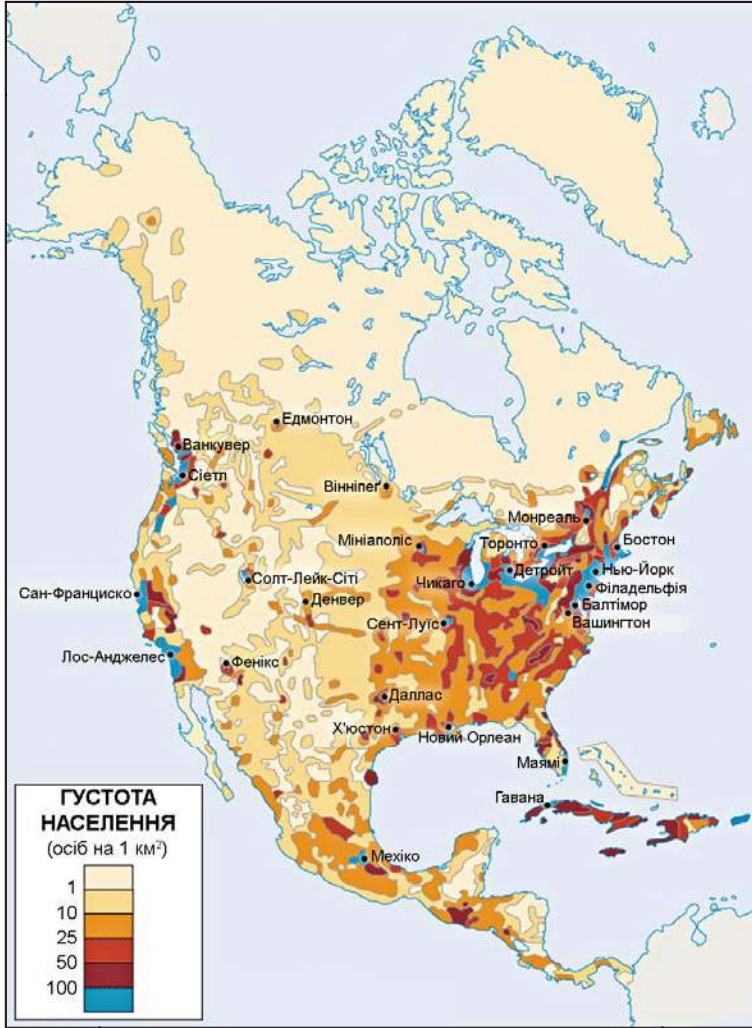 Едмонтон
Ванкувер
Сіетл
Вінніпеґ
Монреаль
Мініаполіс
Торонто
Бостон
Детройт
Нью-Йорк
Солт-Лейк-Сіті
Чикаго
Філадельфія
Сан-Франциско
Денвер
Балтімор
Сент-Луїс
Вашингтон
Лос-Анджелес
Фенікс
Даллас
Х'юстон
Новий Орлеан
Маямі
Гавана
Мехіко
ГУСТОТА
НАСЕЛЕННЯ
(осіб на 1 км²)
1
10
25
50
100